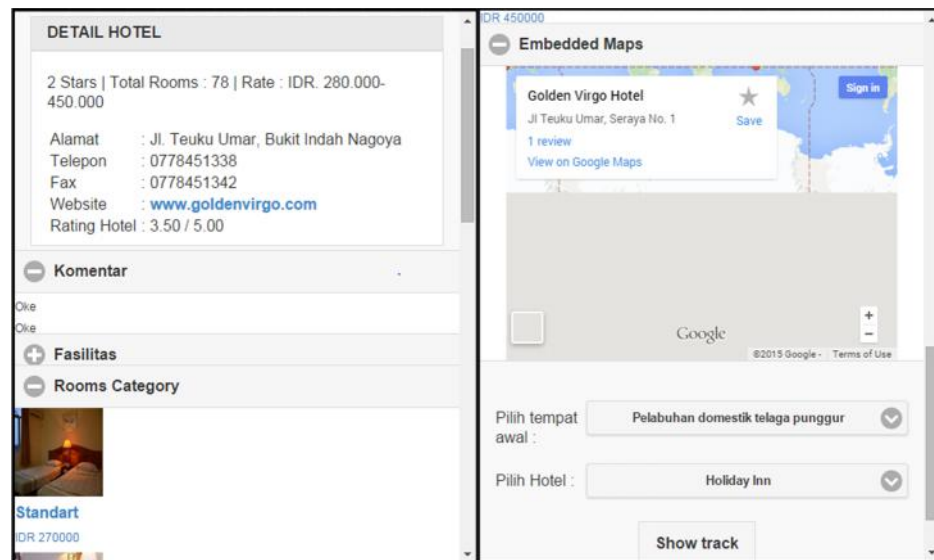 DETAIL HOTEL
2 Stars | Total Rooms : 78 | Rate : IDR. 280.000-
450.000
Alamat : Jl. Teuku Umar, Bukit Indah Nagoya
Telepon : 0778451338
Fax : 0778451342
Website : www.goldenvirgo.com
Rating Hotel : 3.50 / 5.00
Komentar
Oke
Oke
Fasilitas
Rooms Category
Standart
IDR 270000
IDR 450000
Embedded Maps
Golden Virgo Hotel
Jl Teuku Umar, Seraya No. 1
1 review
View on Google Maps
Save
Sign in
Google
+
−
©2015 Google - Terms of Use
Pilih tempat
awal :
Pelabuhan domestik telaga punggur
Pilih Hotel :
Holiday Inn
Show track